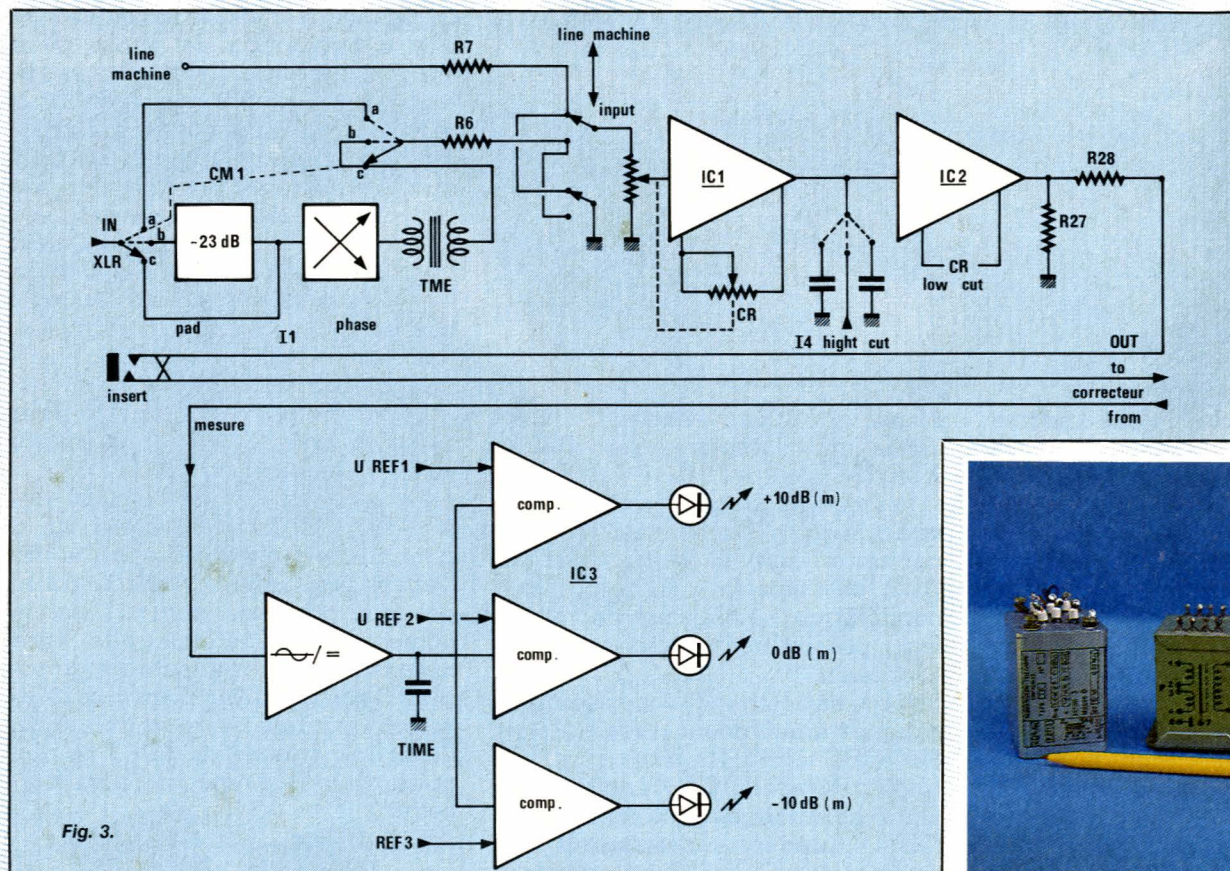 line machine
R7
line machine
input
a
b
c
R6
CM 1
IN
XLR
a
b
c
-23 dB
pad
I1
phase
TME
IC1
CR
I4 hight cut
IC2
CR
low cut
R28
R27
OUT
to
correcteur
from
insert
mesure
U REF1
comp.
+10 dB (m)
IC3
U REF 2
comp.
0 dB (m)
TIME
comp.
-10 dB (m)
REF3
Fig. 3.